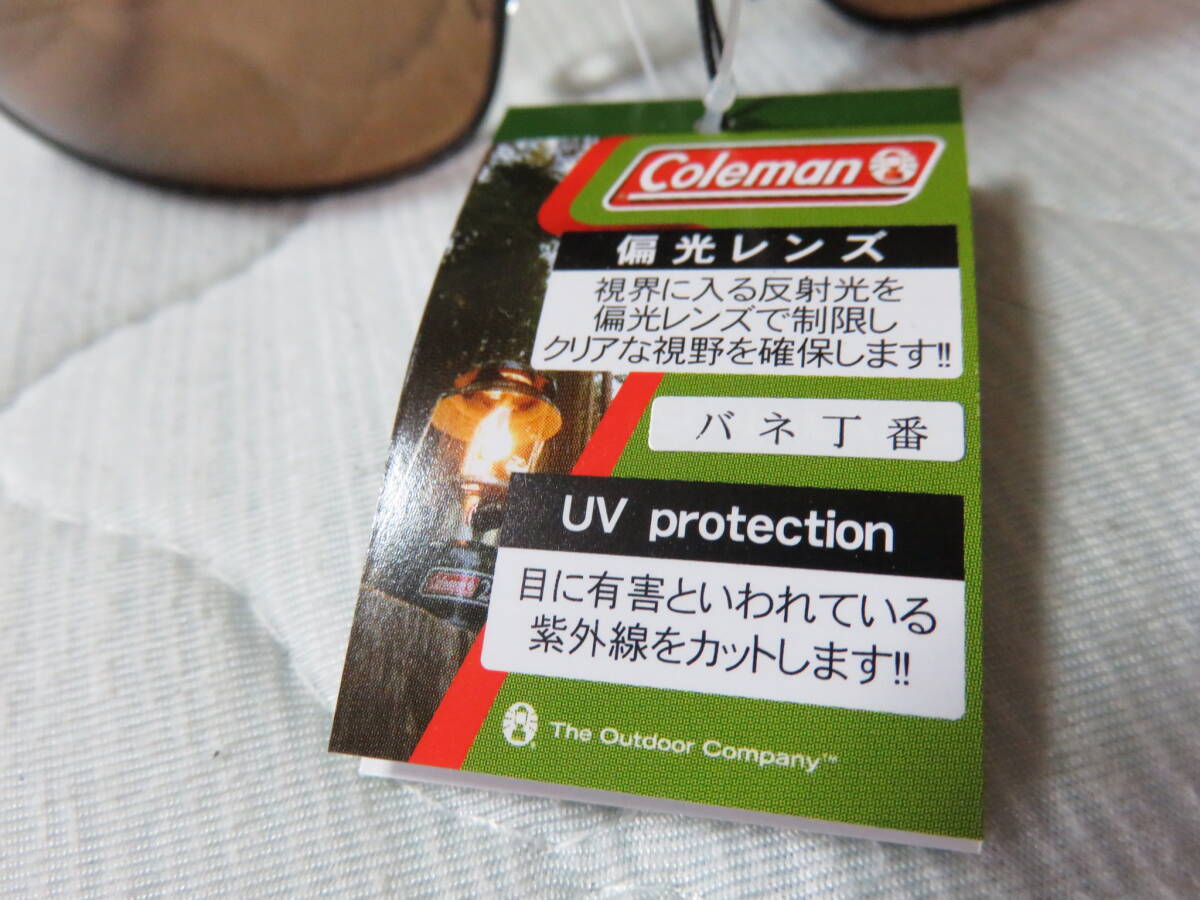 Coleman
偏光レンズ
視界に入る反射光を
偏光レンズで制限し
クリアな視野を確保します!!
バネ丁番
UV protection
目に有害といわれている
紫外線をカットします!!
Coleman
The Outdoor Company™